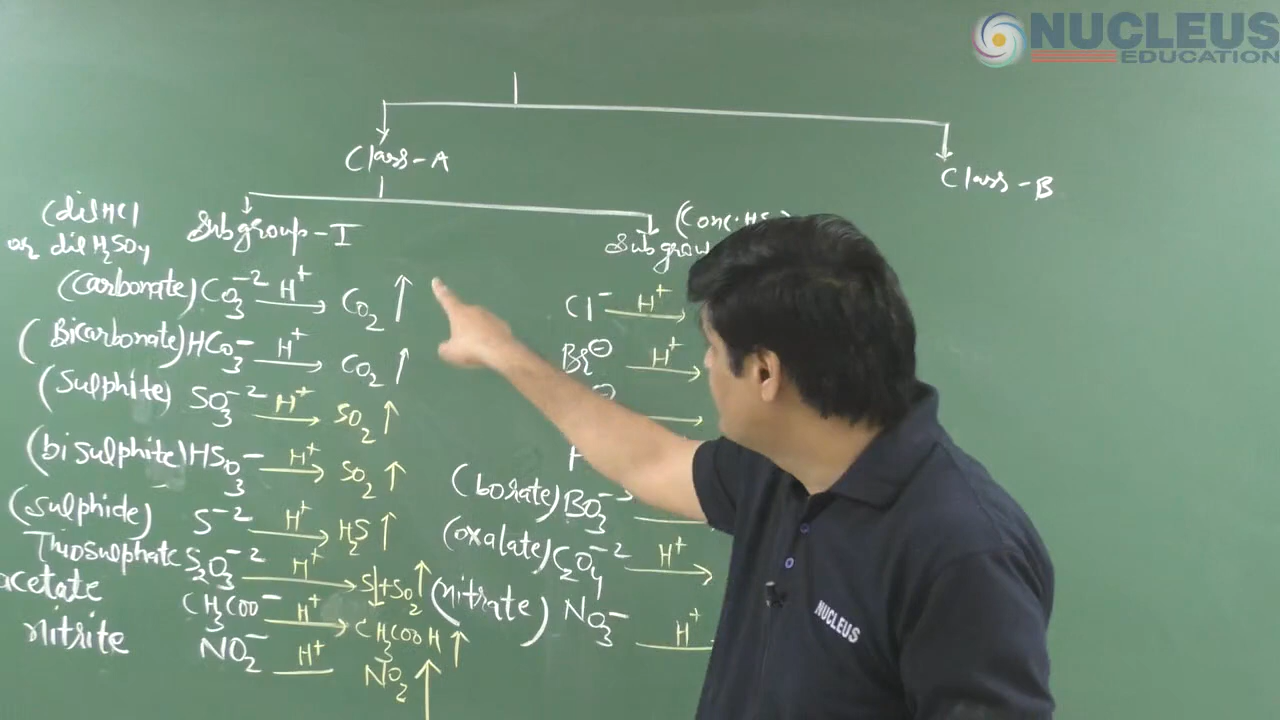 NUCLEUS
EDUCATION
Class-A
Class-B
(dil HCl
or dil H₂SO₄
Subgroup-I
(Conc. H₂S
Subgrou
(Carbonate) CO₃⁻² H⁺ → CO₂ ↑
(Bicarbonate) HCO₃⁻ H⁺ → CO₂ ↑
(Sulphite) SO₃⁻² H⁺ → SO₂ ↑
(bisulphite) HSO₃⁻ H⁺ → SO₂ ↑
(sulphide) S⁻² H⁺ → H₂S ↑
Thiosulphate S₂O₃⁻² H⁺ → S↓+SO₂ ↑
acetate CH₃COO⁻ H⁺ → CH₃COOH ↑
nitrite NO₂⁻ H⁺ NO₂ ↑
Cl⁻ H⁺ →
Br⊖ H⁺ →
(borate) BO₃⁻³
(oxalate) C₂O₄⁻² H⁺ →
(nitrate) NO₃⁻ H⁺
NUCLEUS